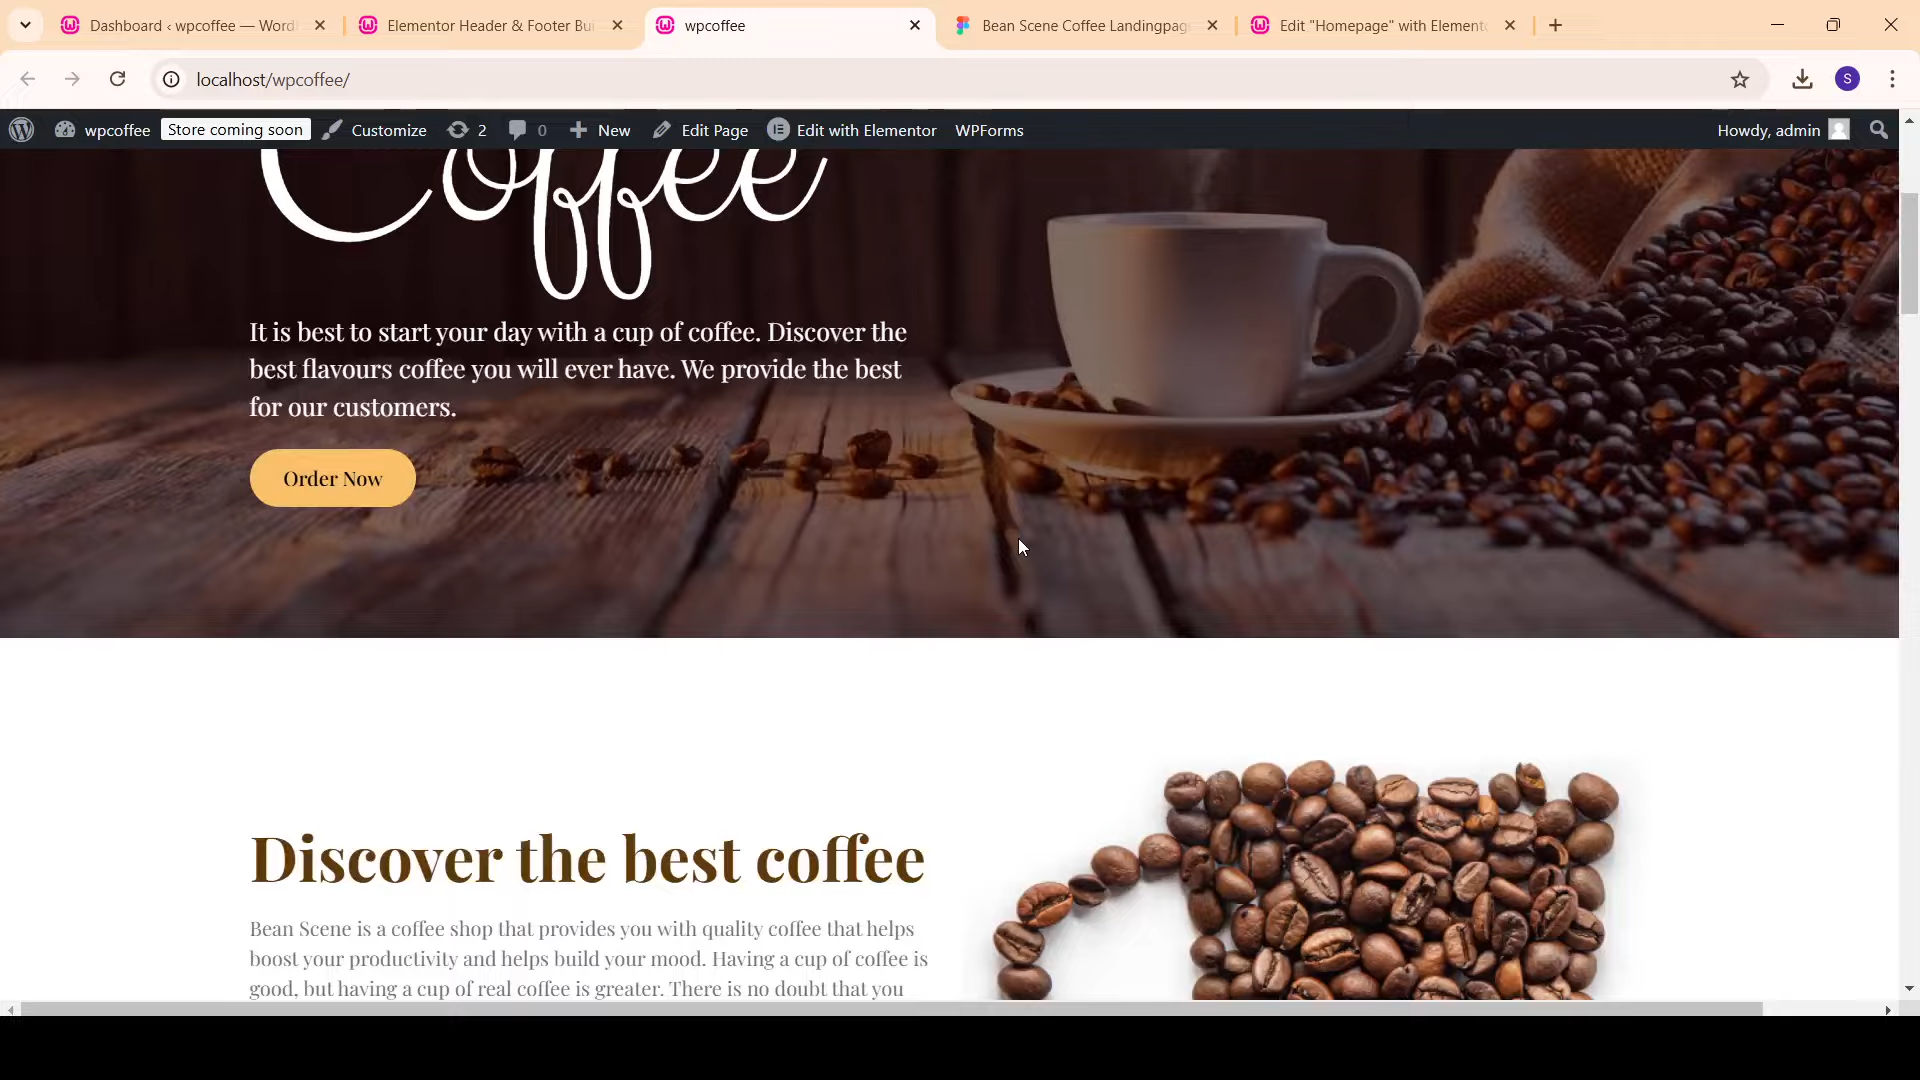 Dashboard ‹ wpcoffee — Word
Elementor Header & Footer Bui
wpcoffee
Bean Scene Coffee Landingpag
Edit "Homepage" with Elemento
localhost/wpcoffee/
S
wpcoffee
Store coming soon
Customize
2
0
New
Edit Page
Edit with Elementor
WPForms
Howdy, admin
Coffee
It is best to start your day with a cup of coffee. Discover the
best flavours coffee you will ever have. We provide the best
for our customers.
Order Now
Discover the best coffee
Bean Scene is a coffee shop that provides you with quality coffee that helps
boost your productivity and helps build your mood. Having a cup of coffee is
good, but having a cup of real coffee is greater. There is no doubt that you